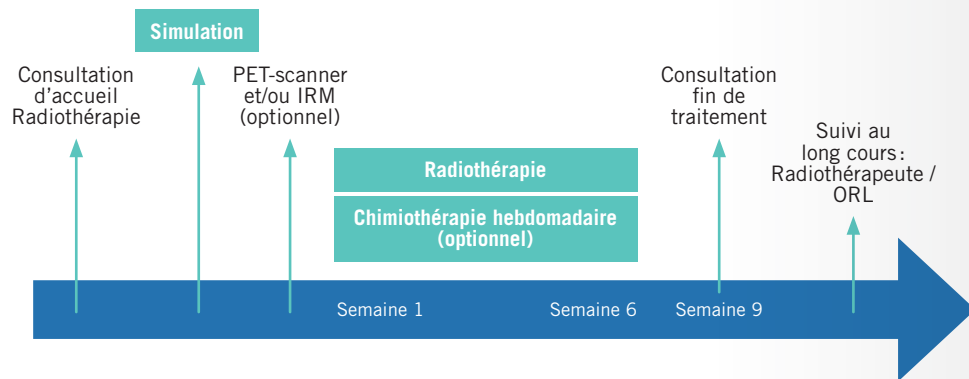 Simulation
Consultation
d’accueil
Radiothérapie
PET-scanner
et/ou IRM
(optionnel)
Radiothérapie
Chimiothérapie hebdomadaire
(optionnel)
Consultation
fin de
traitement
Suivi au
long cours :
Radiothérapeute /
ORL
Semaine 1
Semaine 6
Semaine 9